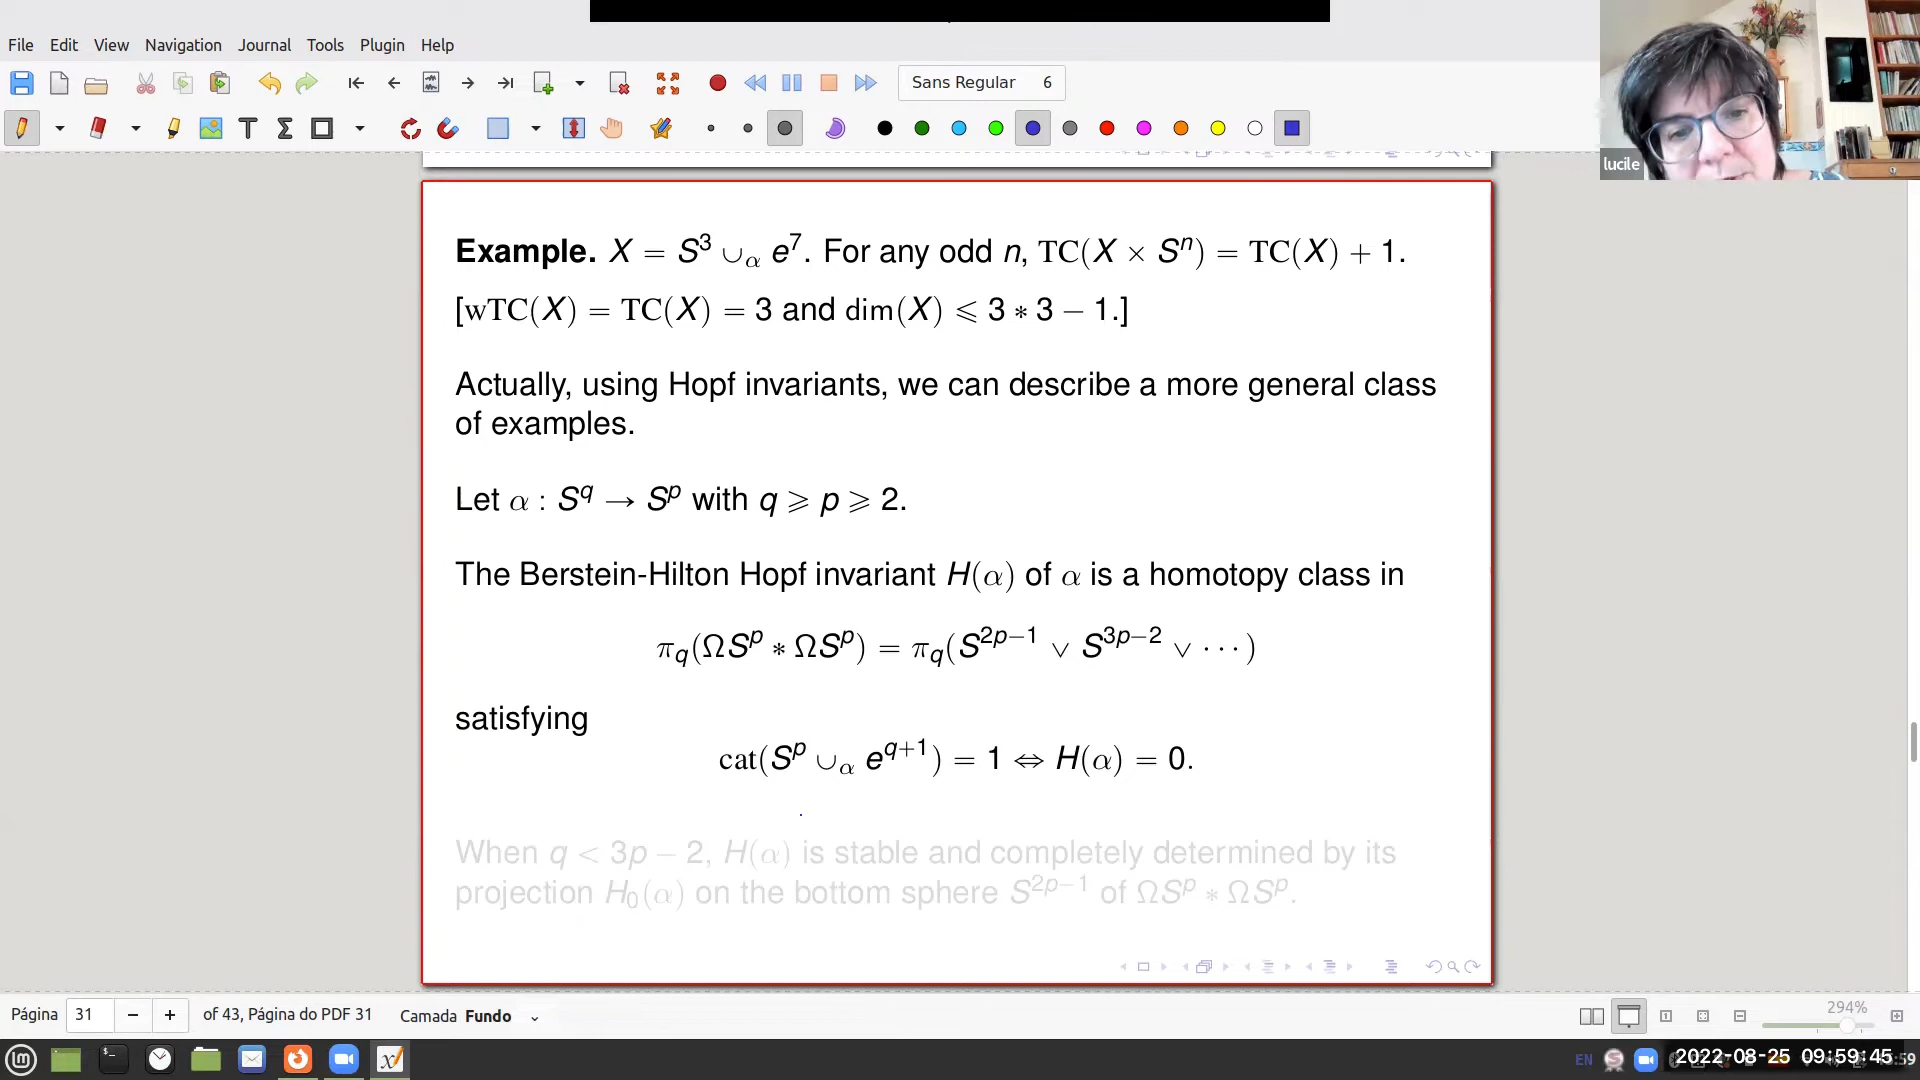 File Edit View Navigation Journal Tools Plugin Help
Sans Regular 6
lucile
Example. X = S³ ∪_α e⁷. For any odd n, TC(X × Sⁿ) = TC(X) + 1.
[wTC(X) = TC(X) = 3 and dim(X) ⩽ 3 ∗ 3 − 1.]
Actually, using Hopf invariants, we can describe a more general class
of examples.
Let α : S^q → S^p with q ⩾ p ⩾ 2.
The Berstein-Hilton Hopf invariant H(α) of α is a homotopy class in
π_q(ΩS^p ∗ ΩS^p) = π_q(S^{2p−1} ∨ S^{3p−2} ∨ ⋯)
satisfying
cat(S^p ∪_α e^{q+1}) = 1 ⇔ H(α) = 0.
When q < 3p − 2, H(α) is stable and completely determined by its
projection H₀(α) on the bottom sphere S^{2p−1} of ΩS^p ∗ ΩS^p.
Página 31 − + of 43, Página do PDF 31 Camada Fundo
294%
EN 2022-08-25 09:59:45